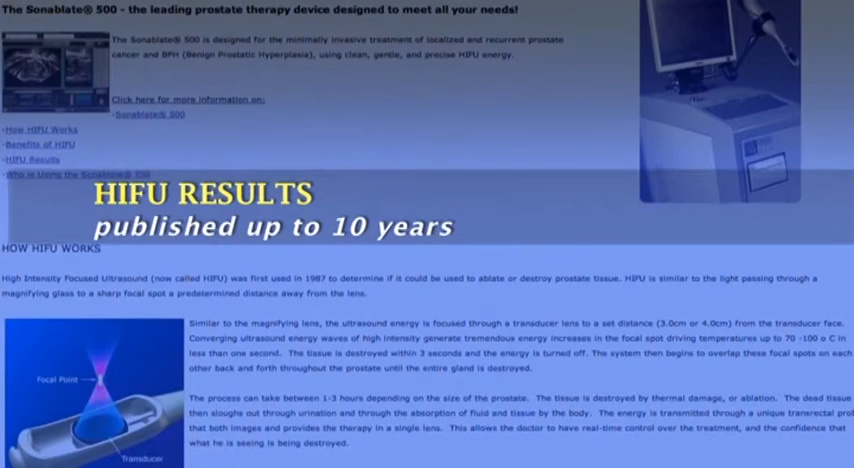 The Sonablate® 500 - the leading prostate therapy device designed to meet all your needs!
The Sonablate® 500 is designed for the minimally invasive treatment of localized and recurrent prostate
cancer and BPH (Benign Prostatic Hyperplasia), using clean, gentle, and precise HIFU energy.
Click here for more information on:
-Sonablate® 500
-How HIFU Works
-Benefits of HIFU
-HIFU Results
-Who is Using the Sonablate® 500
HIFU RESULTS
published up to 10 years
HOW HIFU WORKS
High Intensity Focused Ultrasound (now called HIFU) was first used in 1987 to determine if it could be used to ablate or destroy prostate tissue. HIFU is similar to the light passing through a
magnifying glass to a sharp focal spot a predetermined distance away from the lens.
Similar to the magnifying lens, the ultrasound energy is focused through a transducer lens to a set distance (3.0cm or 4.0cm) from the transducer face.
Converging ultrasound energy waves of high intensity generate tremendous energy increases in the focal spot driving temperatures up to 70 -100 o C in
less than one second. The tissue is destroyed within 3 seconds and the energy is turned off. The system then begins to overlap these focal spots on each
other back and forth throughout the prostate until the entire gland is destroyed.
The process can take between 1-3 hours depending on the size of the prostate. The tissue is destroyed by thermal damage, or ablation. The dead tissue
then sloughs out through urination and through the absorption of fluid and tissue by the body. The energy is transmitted through a unique transrectal prob
that both images and provides the therapy in a single lens. This allows the doctor to have real-time control over the treatment, and the confidence that
what he is seeing is being destroyed.
Focal Point
Transducer